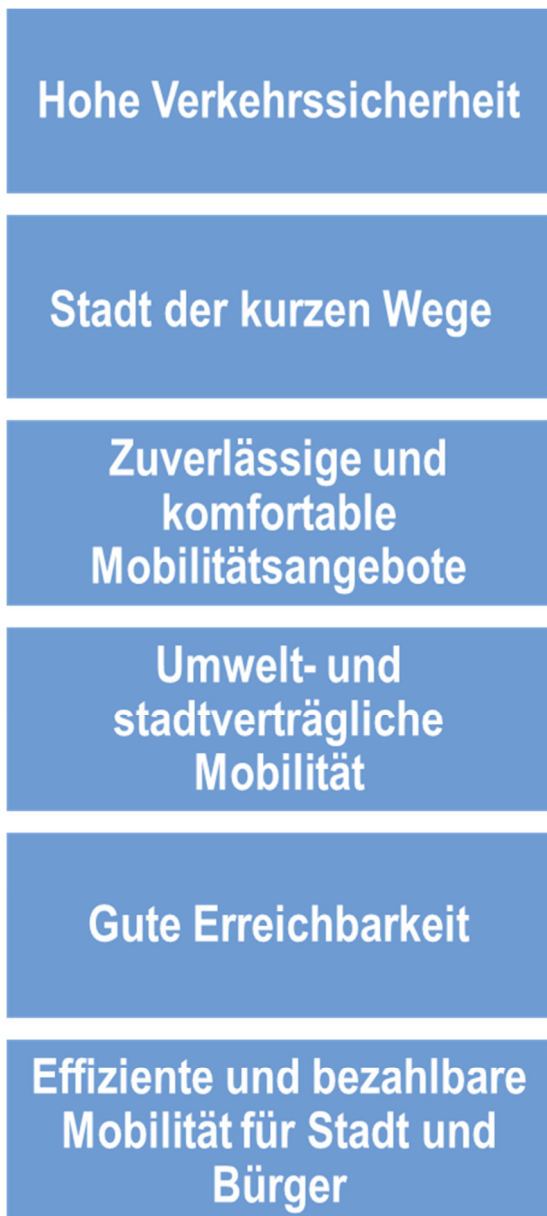 Hohe Verkehrssicherheit
Stadt der kurzen Wege
Zuverlässige und
komfortable
Mobilitätsangebote
Umwelt- und
stadtverträgliche
Mobilität
Gute Erreichbarkeit
Effiziente und bezahlbare
Mobilität für Stadt und
Bürger